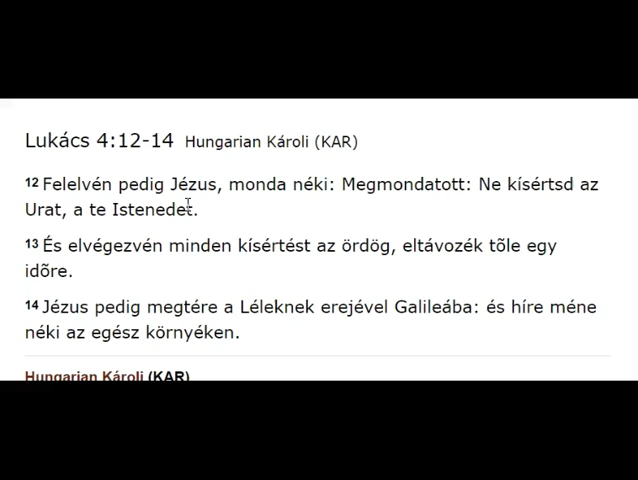 Lukács 4:12-14 Hungarian Károli (KAR)
12 Felelvén pedig Jézus, monda néki: Megmondatott: Ne kísértsd az
Urat, a te Istenedet.
13 És elvégezvén minden kísértést az ördög, eltávozék tõle egy
idõre.
14 Jézus pedig megtére a Léleknek erejével Galileába: és híre méne
néki az egész környéken.
Hungarian Károli (KAR)